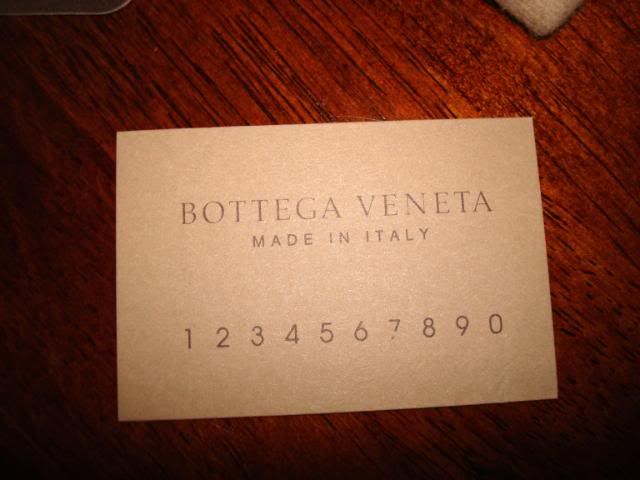 BOTTEGA VENETA
MADE IN ITALY
1 2 3 4 5 6 7 8 9 0